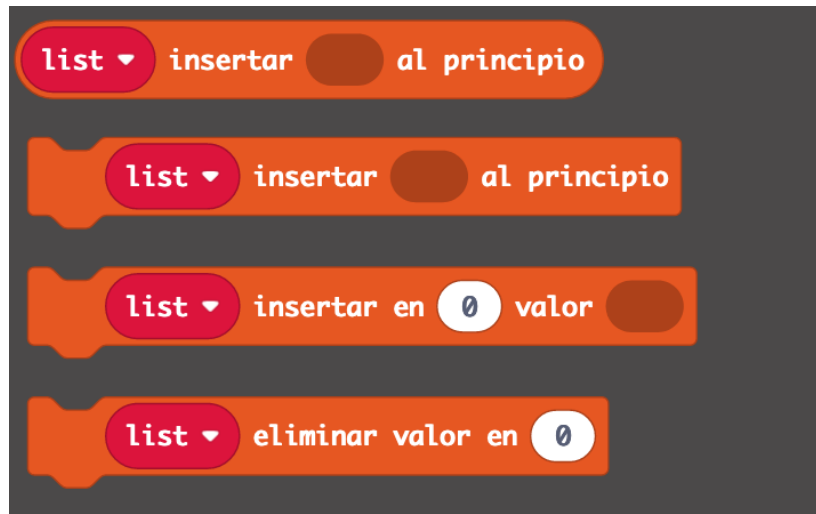 list insertar al principio
list insertar al principio
list insertar en 0 valor
list eliminar valor en 0